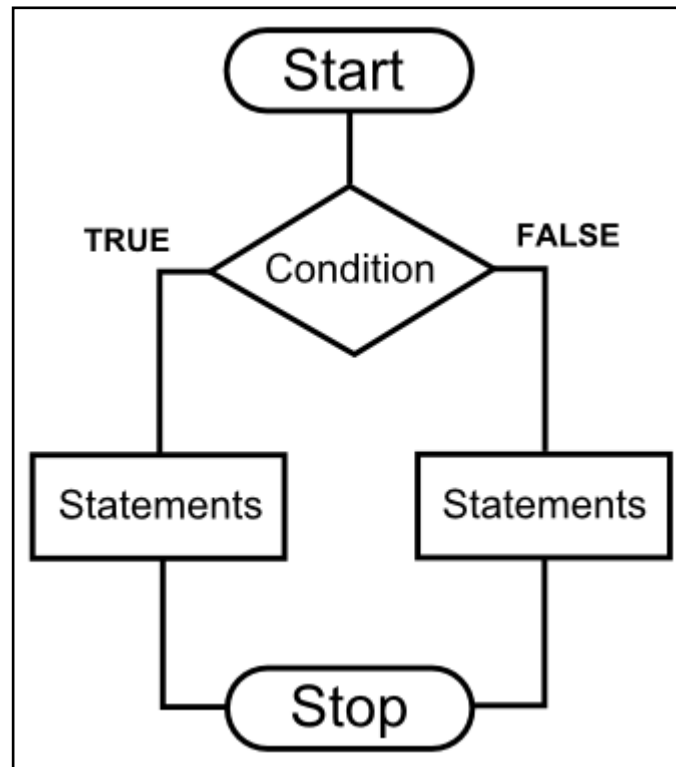 Start
TRUE
FALSE
Condition
Statements
Statements
Stop